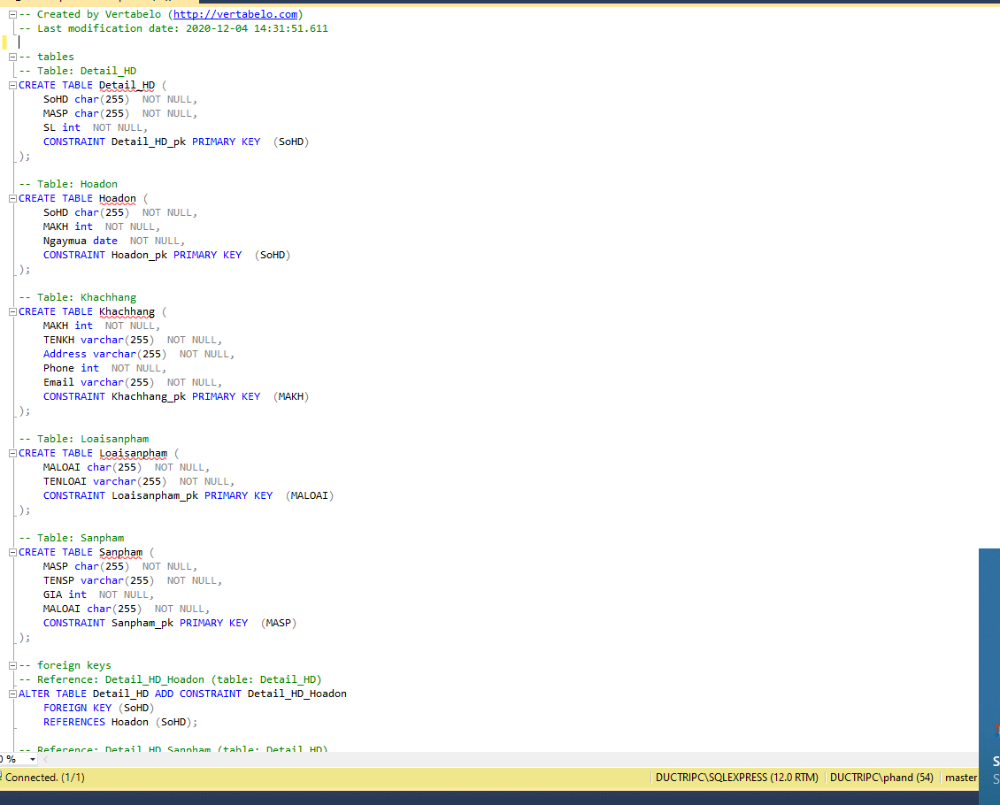 -- Created by Vertabelo (http://vertabelo.com)
-- Last modification date: 2020-12-04 14:31:51.611
-- tables
-- Table: Detail_HD
CREATE TABLE Detail_HD (
    SoHD char(255)  NOT NULL,
    MASP char(255)  NOT NULL,
    SL int  NOT NULL,
    CONSTRAINT Detail_HD_pk PRIMARY KEY  (SoHD)
);
-- Table: Hoadon
CREATE TABLE Hoadon (
    SoHD char(255)  NOT NULL,
    MAKH int  NOT NULL,
    Ngaymua date  NOT NULL,
    CONSTRAINT Hoadon_pk PRIMARY KEY  (SoHD)
);
-- Table: Khachhang
CREATE TABLE Khachhang (
    MAKH int  NOT NULL,
    TENKH varchar(255)  NOT NULL,
    Address varchar(255)  NOT NULL,
    Phone int  NOT NULL,
    Email varchar(255)  NOT NULL,
    CONSTRAINT Khachhang_pk PRIMARY KEY  (MAKH)
);
-- Table: Loaisanpham
CREATE TABLE Loaisanpham (
    MALOAI char(255)  NOT NULL,
    TENLOAI varchar(255)  NOT NULL,
    CONSTRAINT Loaisanpham_pk PRIMARY KEY  (MALOAI)
);
-- Table: Sanpham
CREATE TABLE Sanpham (
    MASP char(255)  NOT NULL,
    TENSP varchar(255)  NOT NULL,
    GIA int  NOT NULL,
    MALOAI char(255)  NOT NULL,
    CONSTRAINT Sanpham_pk PRIMARY KEY  (MASP)
);
-- foreign keys
-- Reference: Detail_HD_Hoadon (table: Detail_HD)
ALTER TABLE Detail_HD ADD CONSTRAINT Detail_HD_Hoadon
    FOREIGN KEY (SoHD)
    REFERENCES Hoadon (SoHD);
-- Reference: Detail_HD_Sanpham (table: Detail_HD)
0 %
Connected. (1/1)
DUCTRIPC\SQLEXPRESS (12.0 RTM)
DUCTRIPC\phand (54)
master